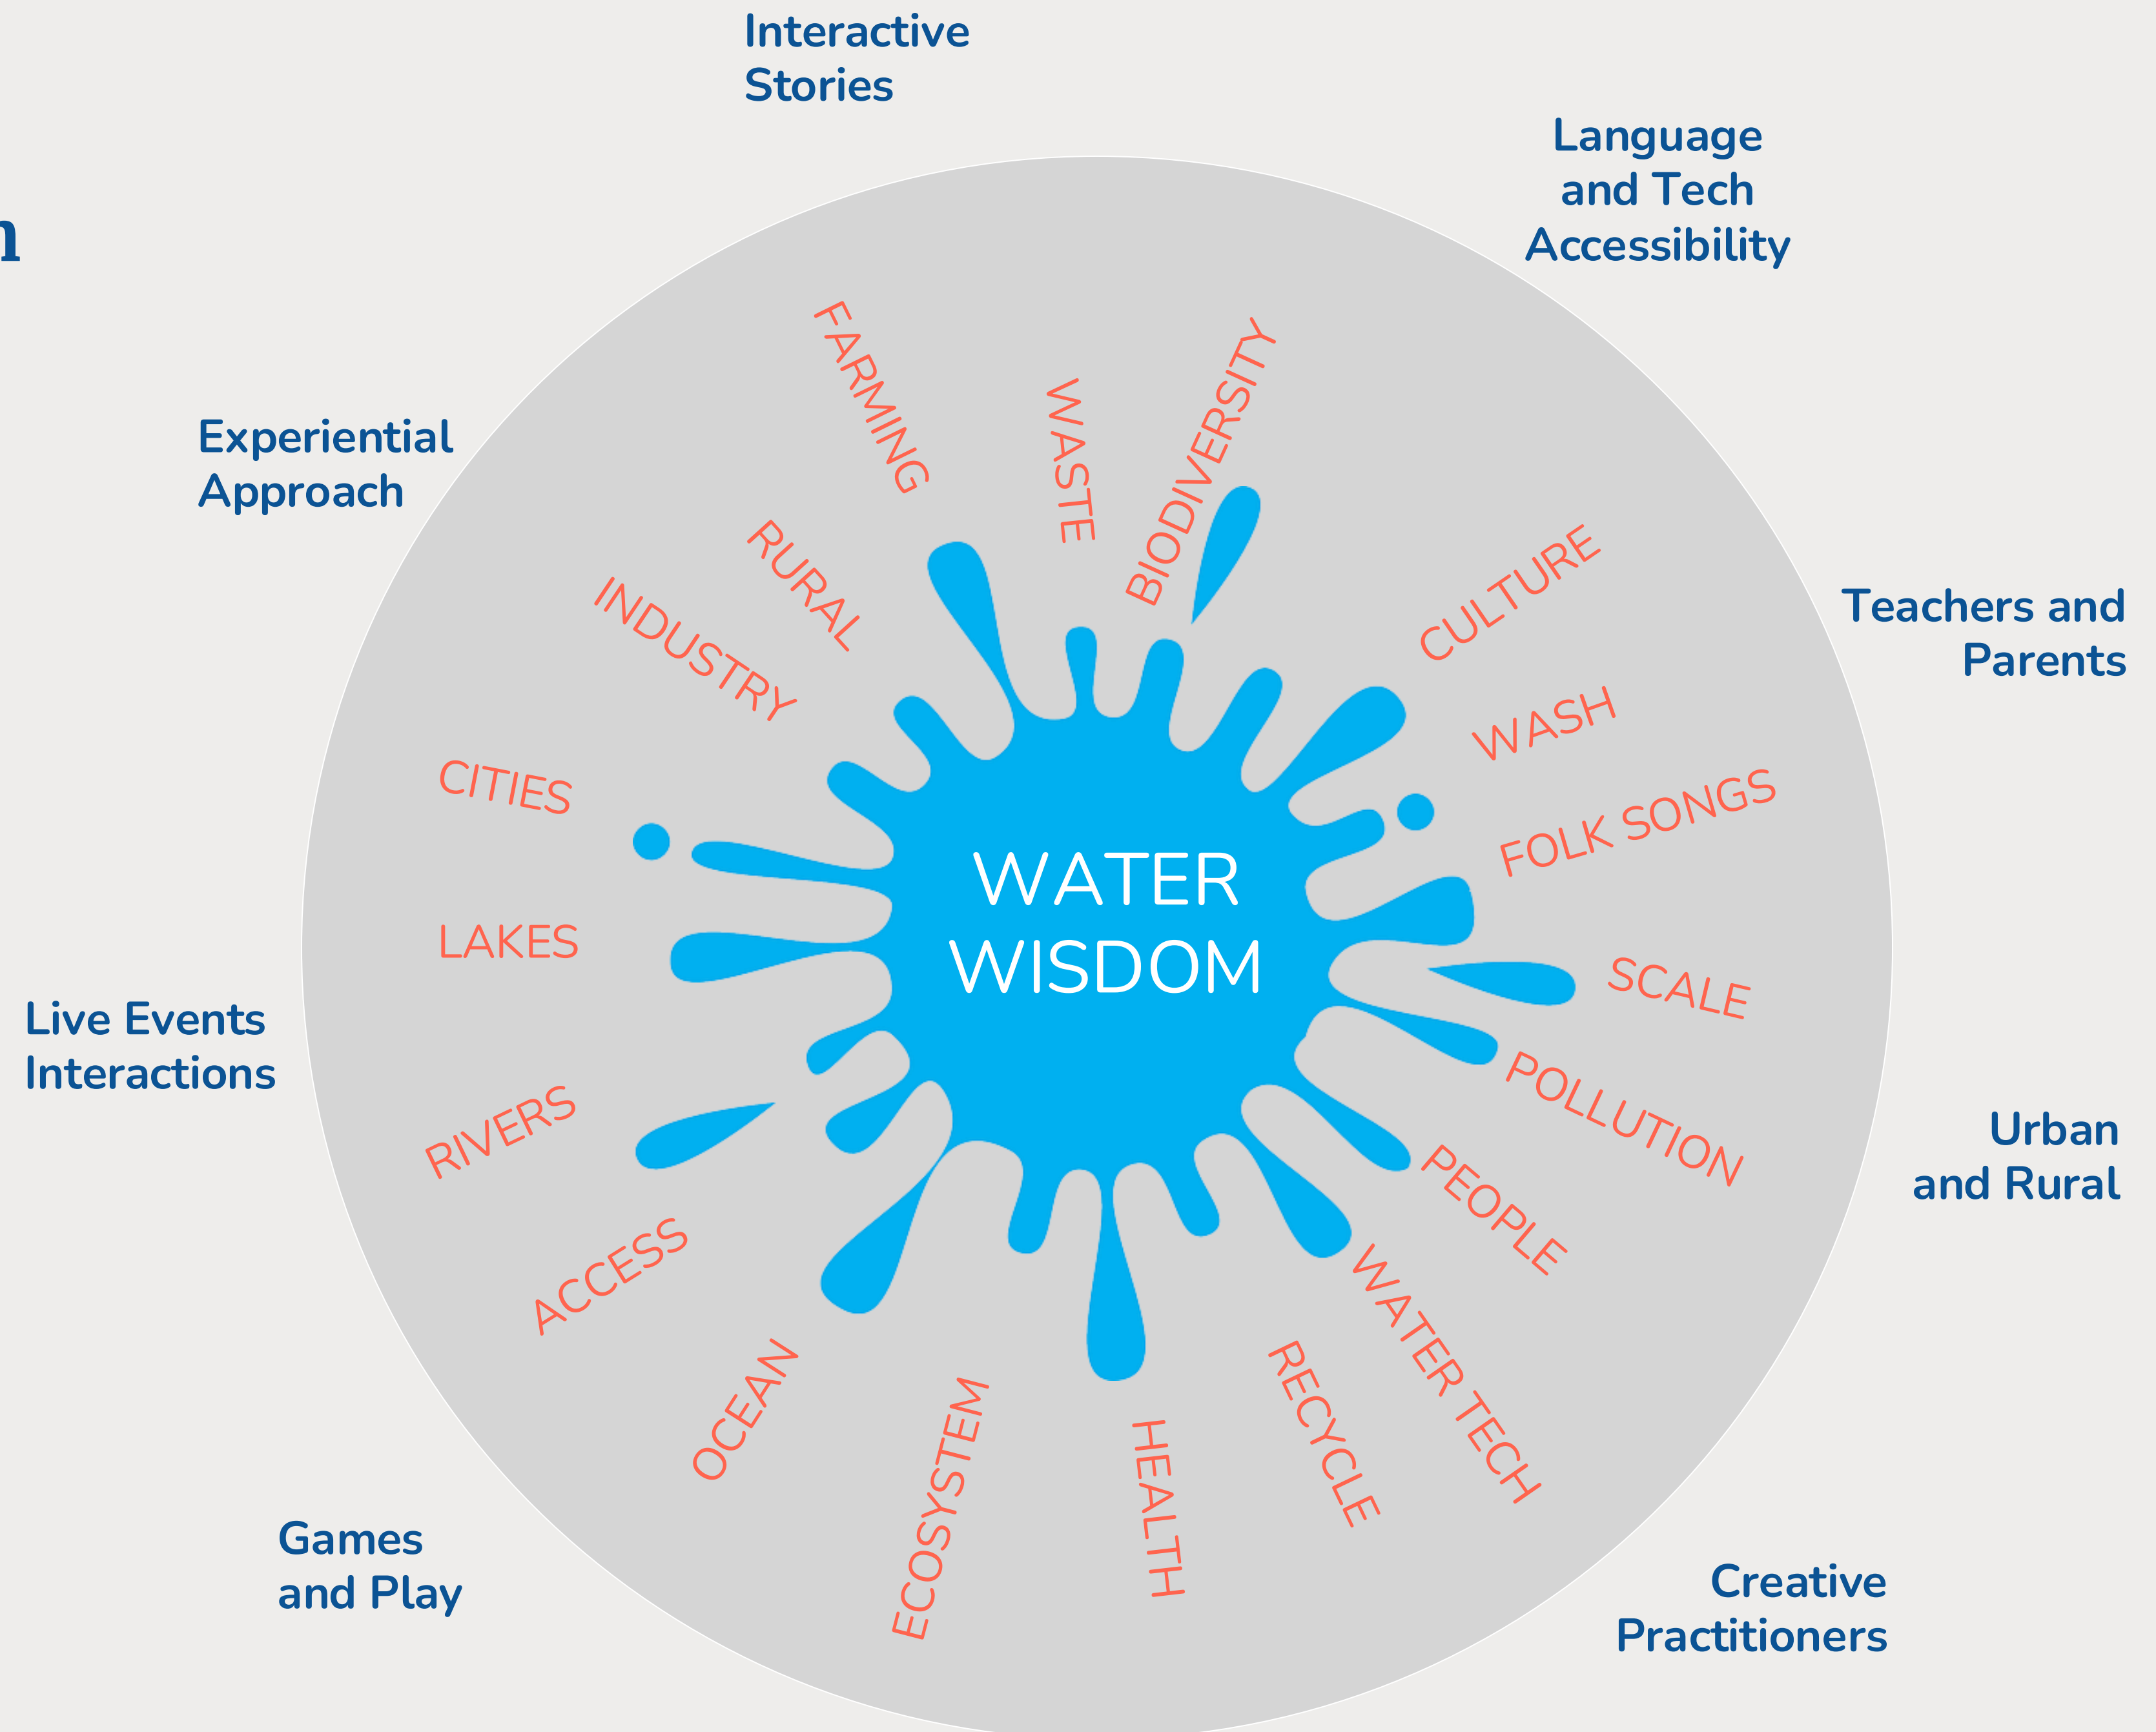 Interactive
Stories
Language
and Tech
Accessibility
n
Experiential
Approach
Teachers and
Parents
Live Events
Interactions
Urban
and Rural
Games
and Play
Creative
Practitioners
WATER
WISDOM
FARMING
WASTE
BIODIVERSITY
CULTURE
WASH
FOLK SONGS
SCALE
POLLUTION
PEOPLE
WATER TECH
RECYCLE
HEALTH
ECOSYSTEM
OCEAN
ACCESS
RIVERS
LAKES
CITIES
INDUSTRY
RURAL